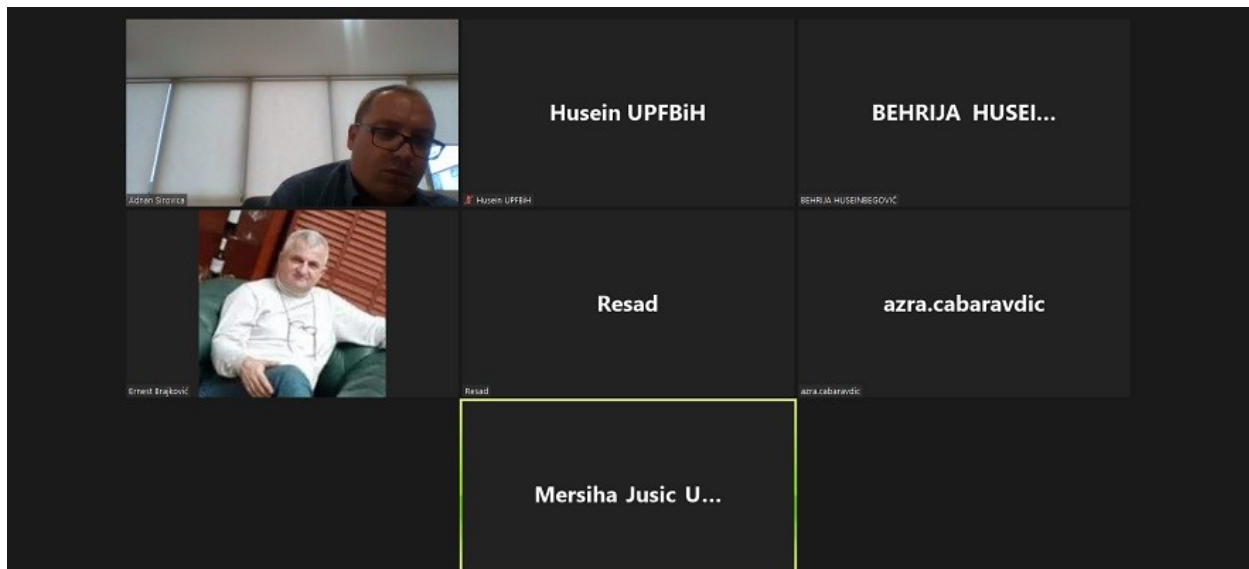 Husein UPFBiH
BEHRIJA HUSEI...
Adnan Sirovica
Husein UPFBiH
BEHRIJA HUSEINBEGOVIĆ
Resad
azra.cabaravdic
Ernest Brajković
Resad
azra.cabaravdic
Mersiha Jusic U...